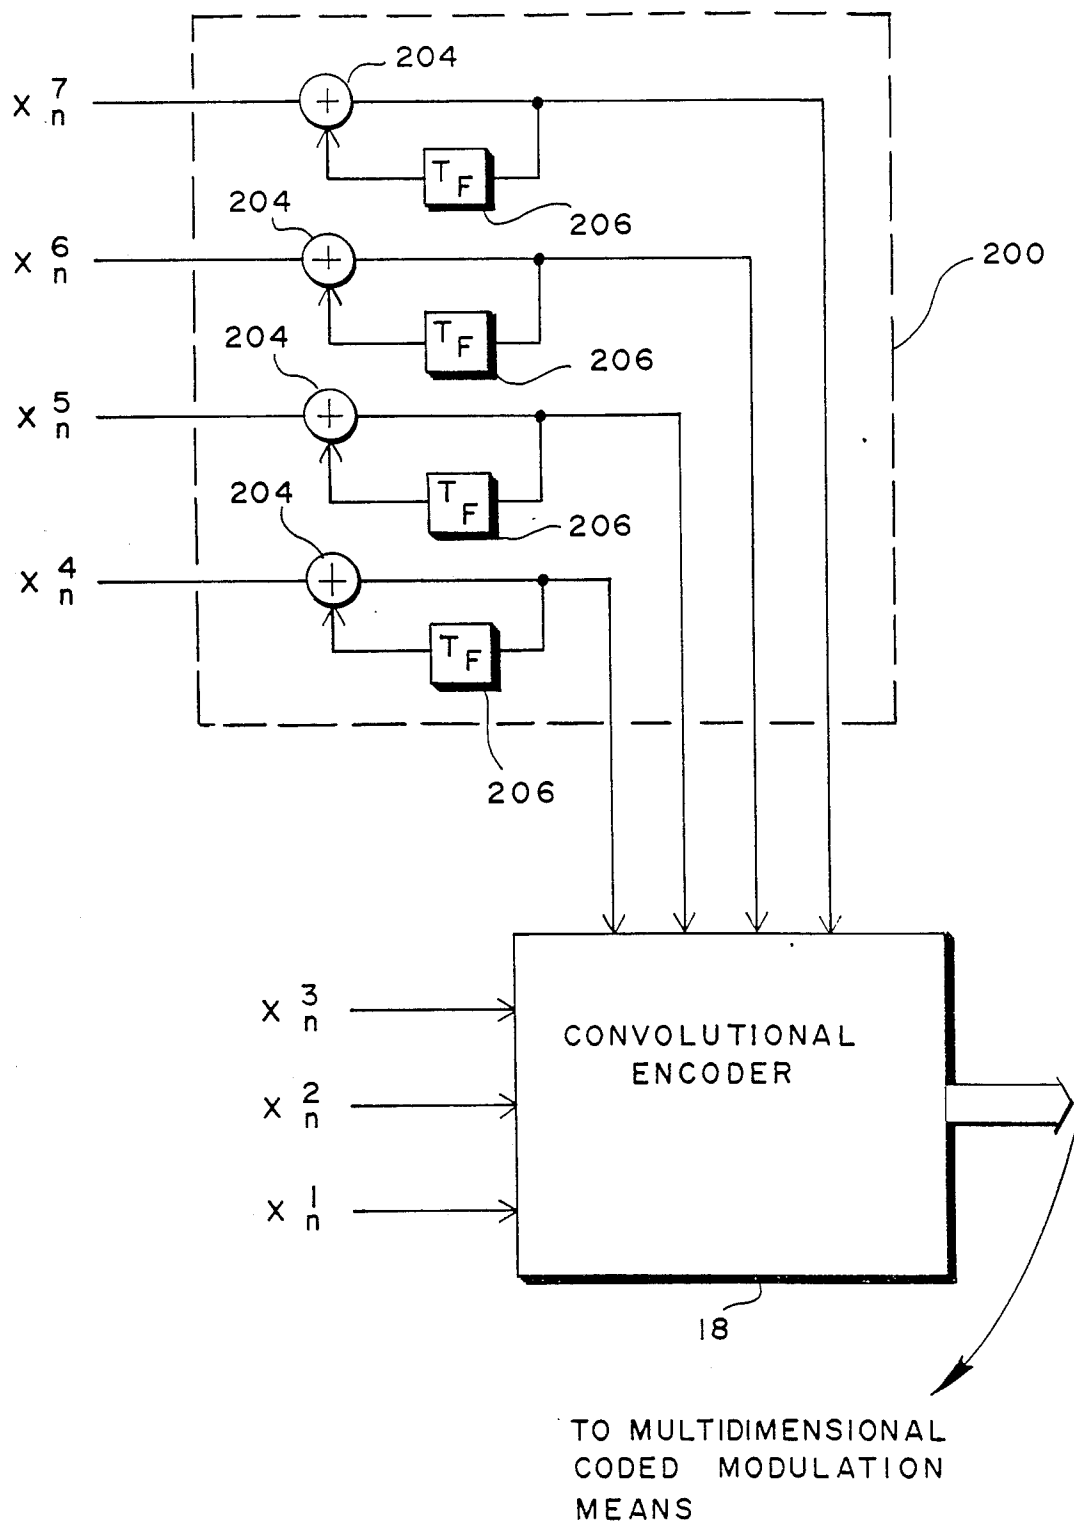 204
X 7 n
T F
204
206
X 6 n
200
T F
204
206
X 5 n
T F
204
206
X 4 n
T F
206
X 3 n
CONVOLUTIONAL
ENCODER
X 2 n
X 1 n
18
TO MULTIDIMENSIONAL
CODED MODULATION
MEANS